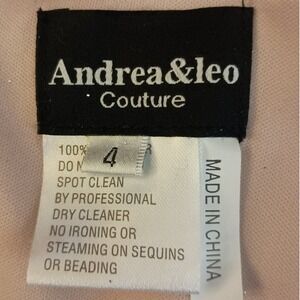 Andrea&leo
Couture
4
100%
DO N
SPOT CLEAN
BY PROFESSIONAL
DRY CLEANER
NO IRONING OR
STEAMING ON SEQUINS
OR BEADING
MADE IN CHINA